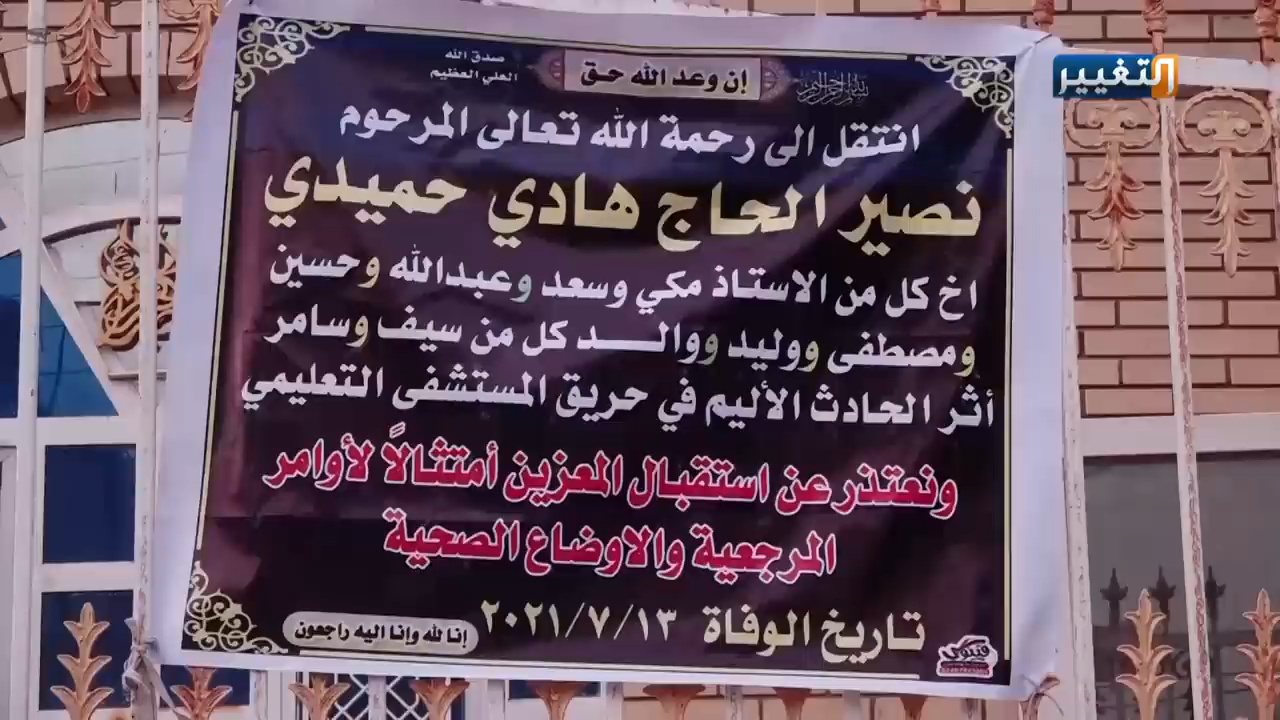 التغيير
بسم الله الرحمن الرحيم
إن وعد الله حق
صدق الله
العلي العظيم
انتقل الى رحمة الله تعالى المرحوم
نصير الحاج هادي حميدي
اخ كل من الاستاذ مكي وسعد وعبدالله وحسين
ومصطفى ووليد ووالد كل من سيف وسامر
أثر الحادث الأليم في حريق المستشفى التعليمي
ونعتذر عن استقبال المعزين أمتثالاً لأوامر
المرجعية والاوضاع الصحية
تاريخ الوفاة ٢٠٢١/٧/١٣
إنا لله وإنا اليه راجعون